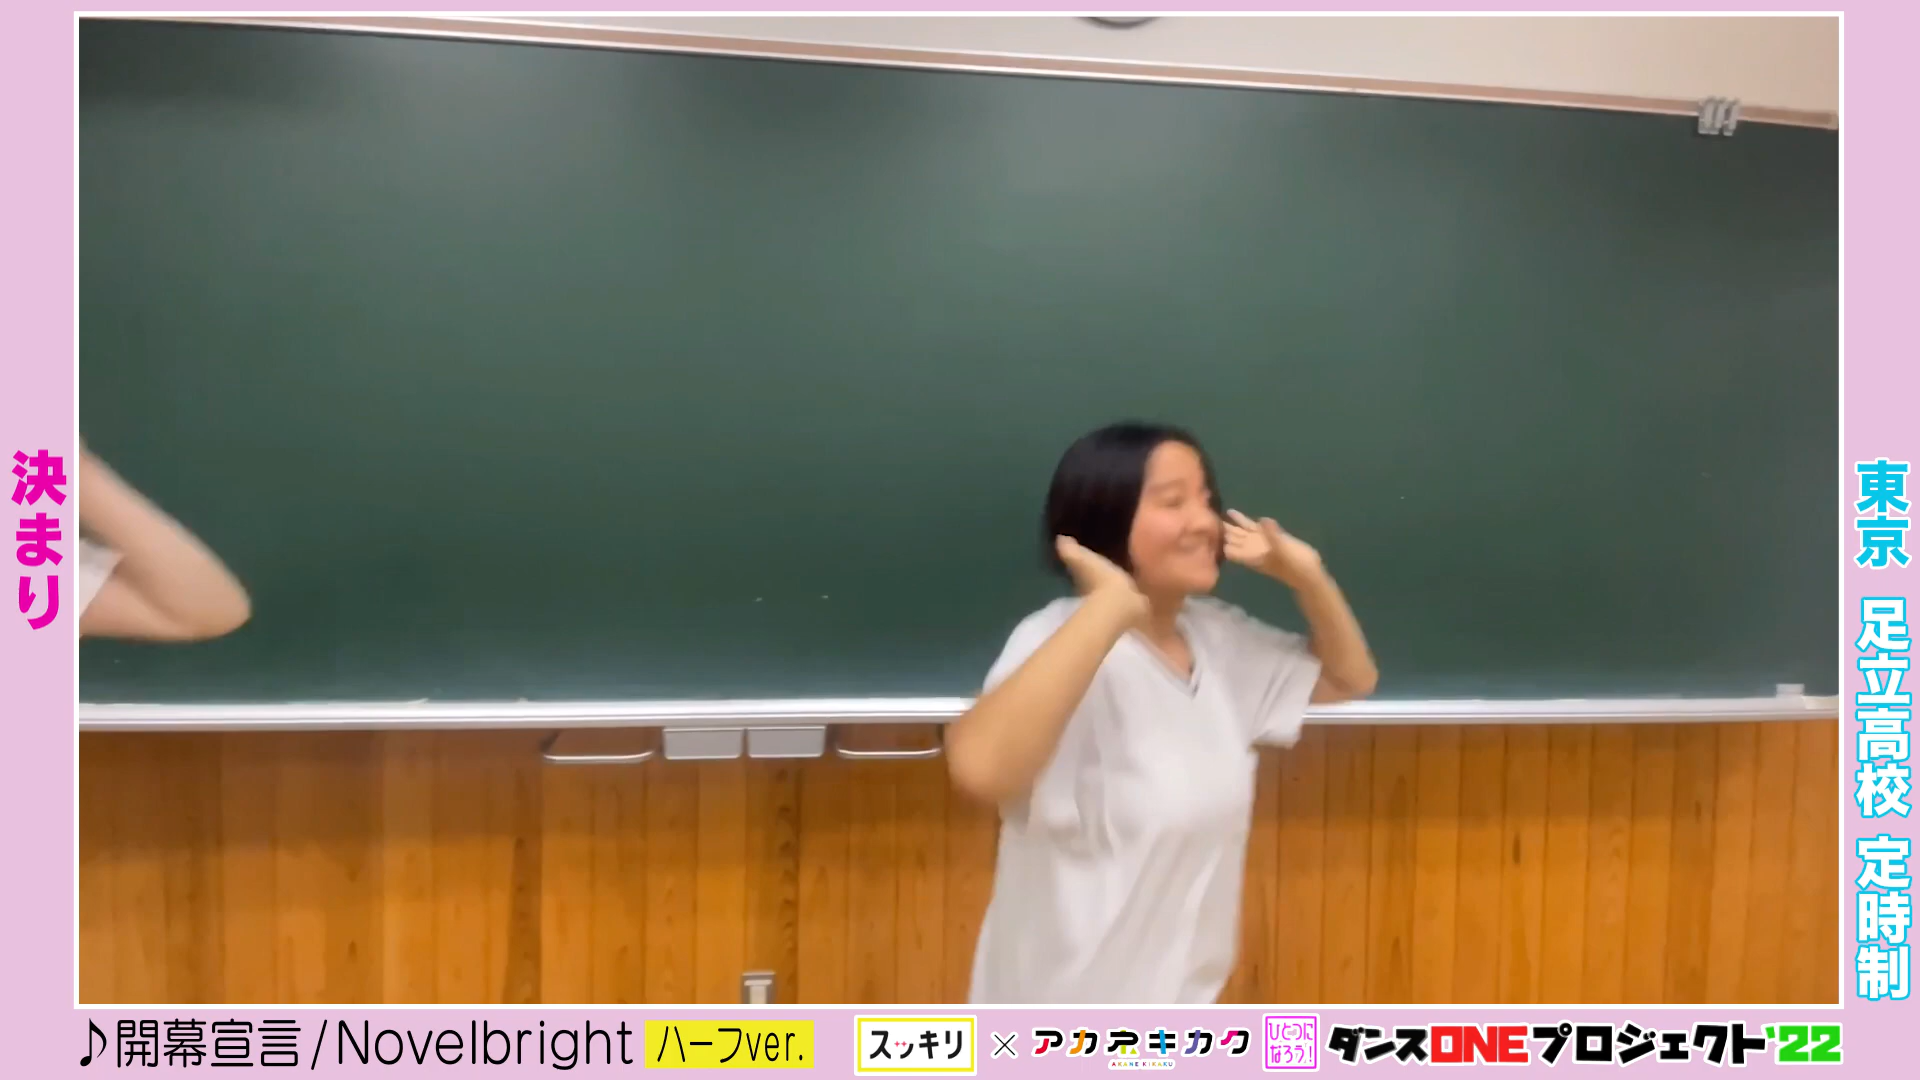 決まり
東京 足立高校 定時制
♪開幕宣言/Novelbright ハーフver.
スッキリ × アカネキカク ひとつになろう! ダンスONEプロジェクト'22
AKANE KIKAKU